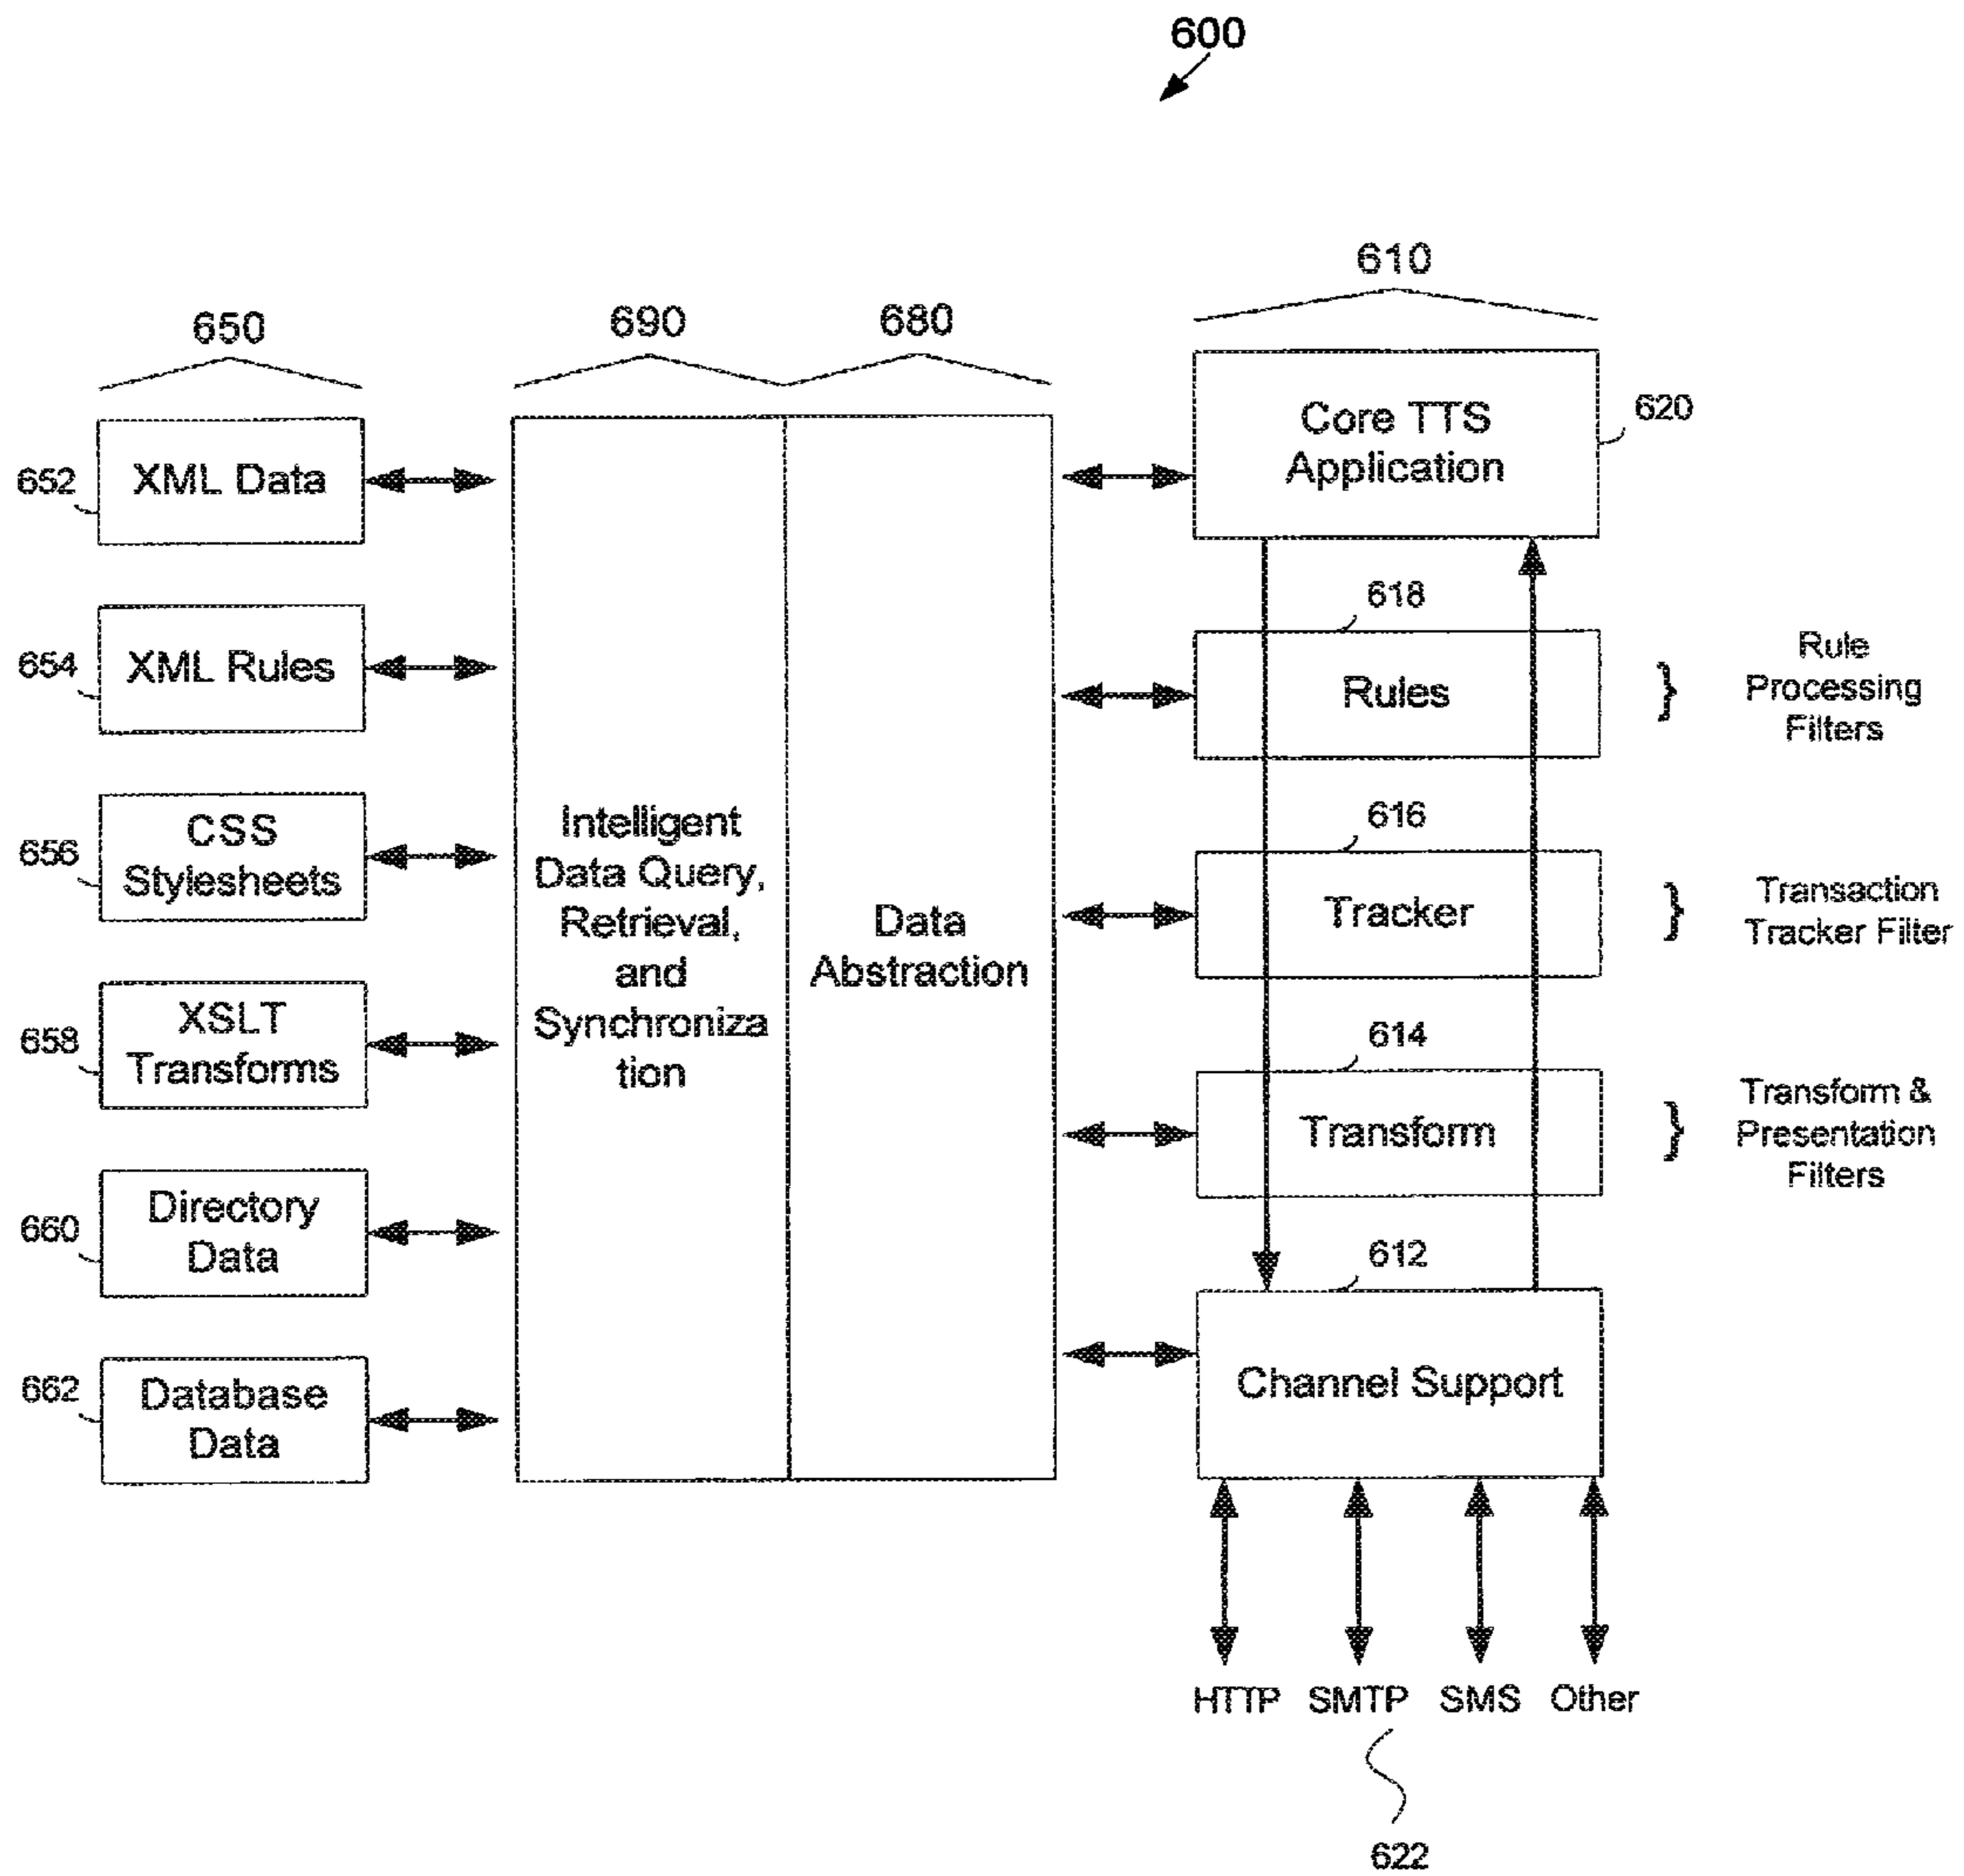 600
610
650
690
680
Core TTS
Application
620
652
XML Data
618
654
XML Rules
Rules
Rule
Processing
Filters
656
CSS
Stylesheets
Intelligent
Data Query,
Retrieval,
and
Synchroniza
tion
Data
Abstraction
616
Tracker
Transaction
Tracker Filter
658
XSLT
Transforms
614
Transform
Transform &
Presentation
Filters
660
Directory
Data
612
Channel Support
662
Database
Data
HTTP SMTP SMS Other
622